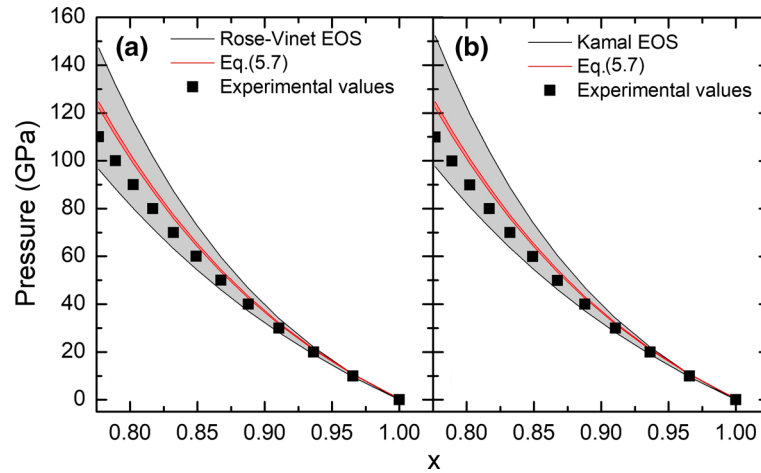 160
140
120
100
80
60
40
20
0
Pressure (GPa)
(a)
Rose-Vinet EOS
Eq.(5.7)
Experimental values
(b)
Kamal EOS
Eq.(5.7)
Experimental values
0.80 0.85 0.90 0.95 1.00 0.80 0.85 0.90 0.95 1.00
x